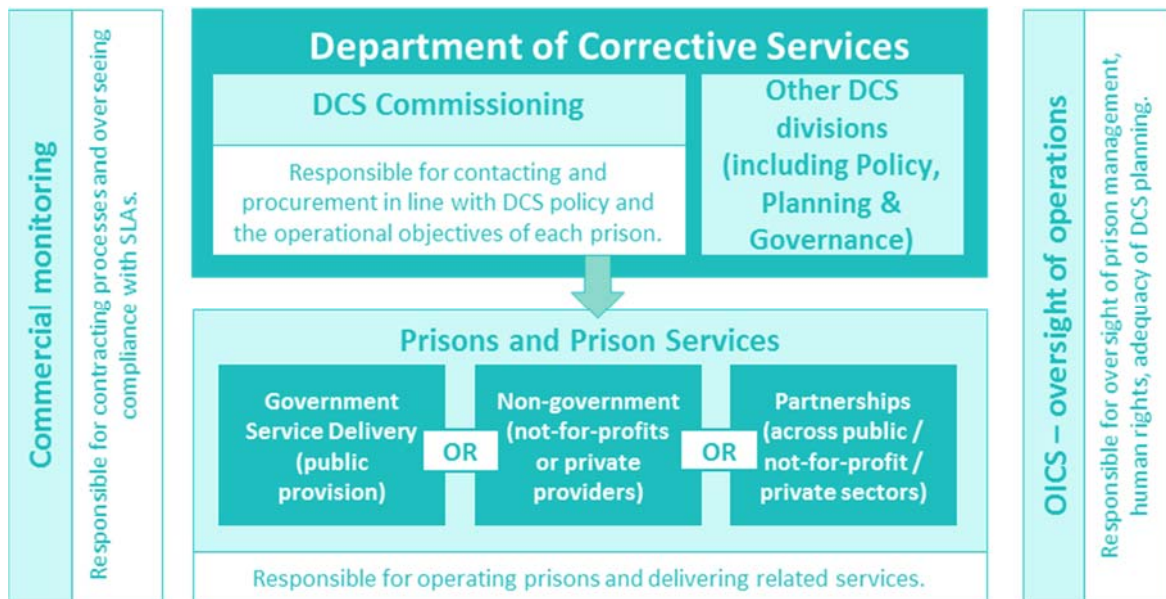 Commercial monitoring
Responsible for contracting processes and overseeing
compliance with SLAs.
Department of Corrective Services
DCS Commissioning
Responsible for contacting and
procurement in line with DCS policy and
the operational objectives of each prison.
Other DCS
divisions
(including Policy,
Planning &
Governance)
Prisons and Prison Services
Government
Service Delivery
(public
provision)
OR
Non-government
(not-for-profits
or private
providers)
OR
Partnerships
(across public /
not-for-profit /
private sectors)
Responsible for operating prisons and delivering related services.
OICS – oversight of operations
Responsible for oversight of prison management,
human rights, adequacy of DCS planning.